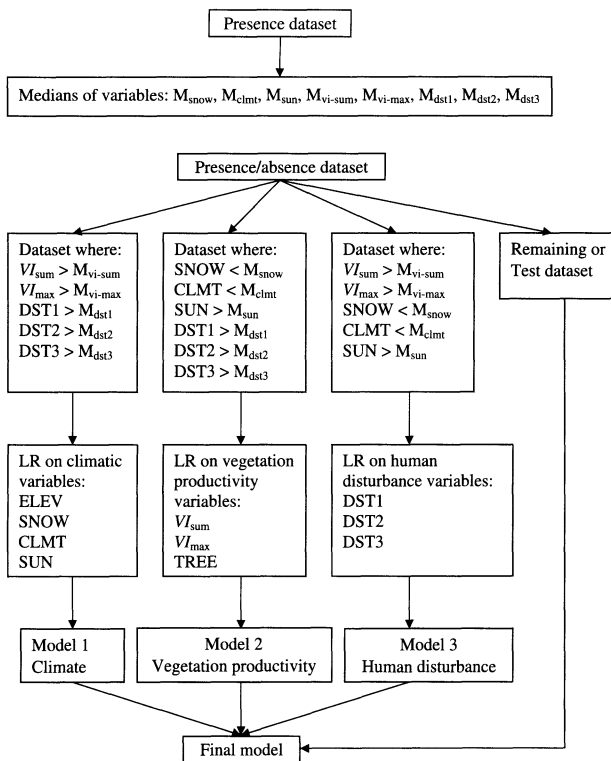 Presence dataset
Medians of variables: Msnow, Mclmt, Msun, Mvi-sum, Mvi-max, Mdst1, Mdst2, Mdst3
Presence/absence dataset
Dataset where:
VIsum > Mvi-sum
VImax > Mvi-max
DST1 > Mdst1
DST2 > Mdst2
DST3 > Mdst3
Dataset where:
SNOW < Msnow
CLMT < Mclmt
SUN > Msun
DST1 > Mdst1
DST2 > Mdst2
DST3 > Mdst3
Dataset where:
VIsum > Mvi-sum
VImax > Mvi-max
SNOW < Msnow
CLMT < Mclmt
SUN > Msun
Remaining or
Test dataset
LR on climatic
variables:
ELEV
SNOW
CLMT
SUN
LR on vegetation
productivity
variables:
VIsum
VImax
TREE
LR on human
disturbance variables:
DST1
DST2
DST3
Model 1
Climate
Model 2
Vegetation productivity
Model 3
Human disturbance
Final model